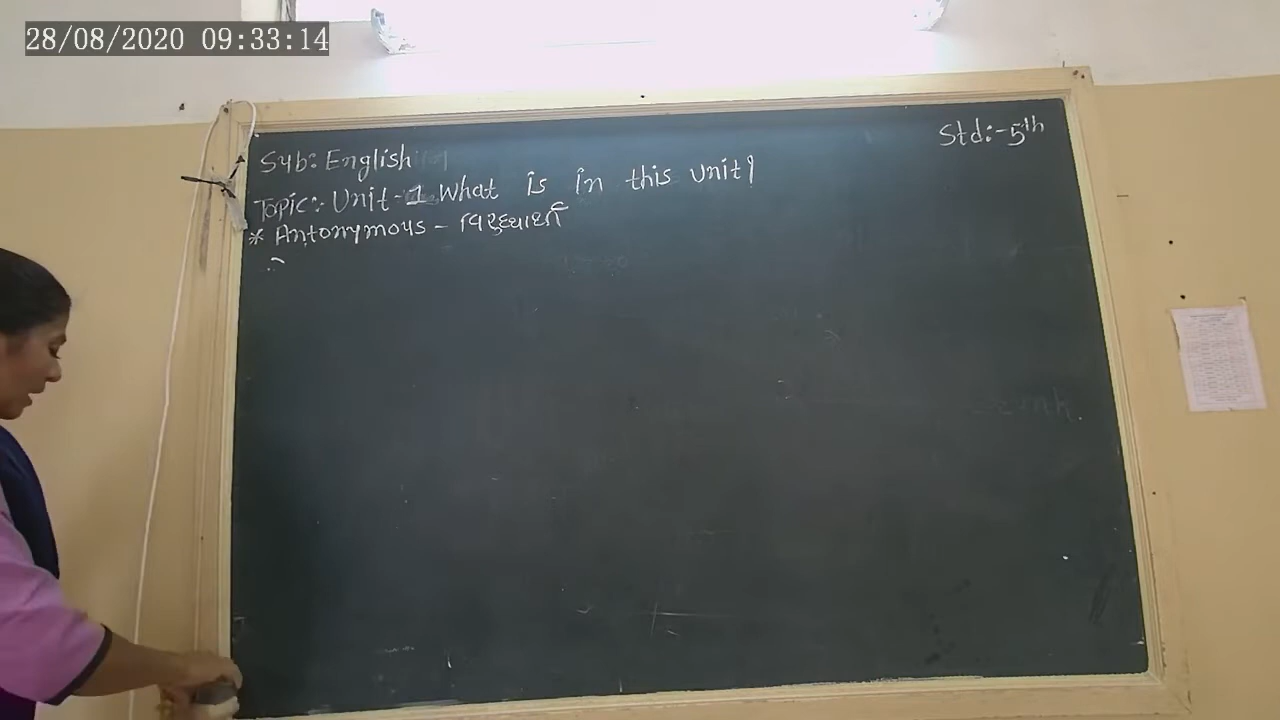 28/08/2020 09:33:14
Std:-5th
Sub: English
Topic: Unit-1 What is in this unit?
* Antonymous - વિરુદ્ધાર્થી